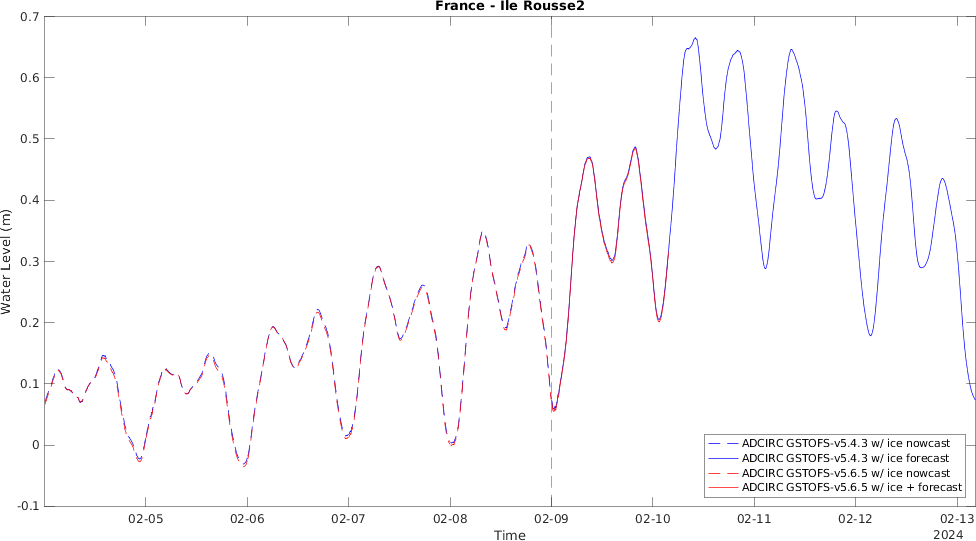 France - Ile Rousse2
0.7
0.6
0.5
0.4
0.3
0.2
0.1
0
-0.1
Water Level (m)
02-05 02-06 02-07 02-08 02-09 02-10 02-11 02-12 02-13
Time
2024
ADCIRC GSTOFS-v5.4.3 w/ ice nowcast
ADCIRC GSTOFS-v5.4.3 w/ ice forecast
ADCIRC GSTOFS-v5.6.5 w/ ice nowcast
ADCIRC GSTOFS-v5.6.5 w/ ice + forecast